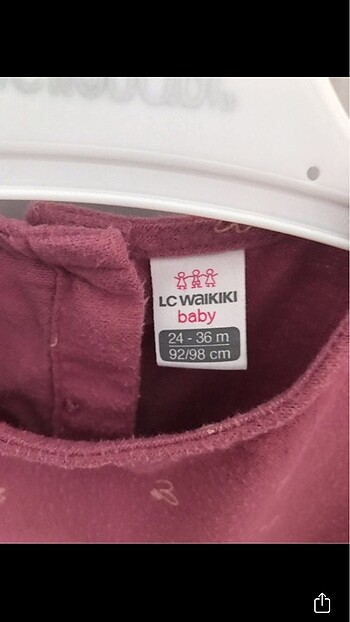 LC WAIKIKI
baby
24 - 36 m
92/98 cm